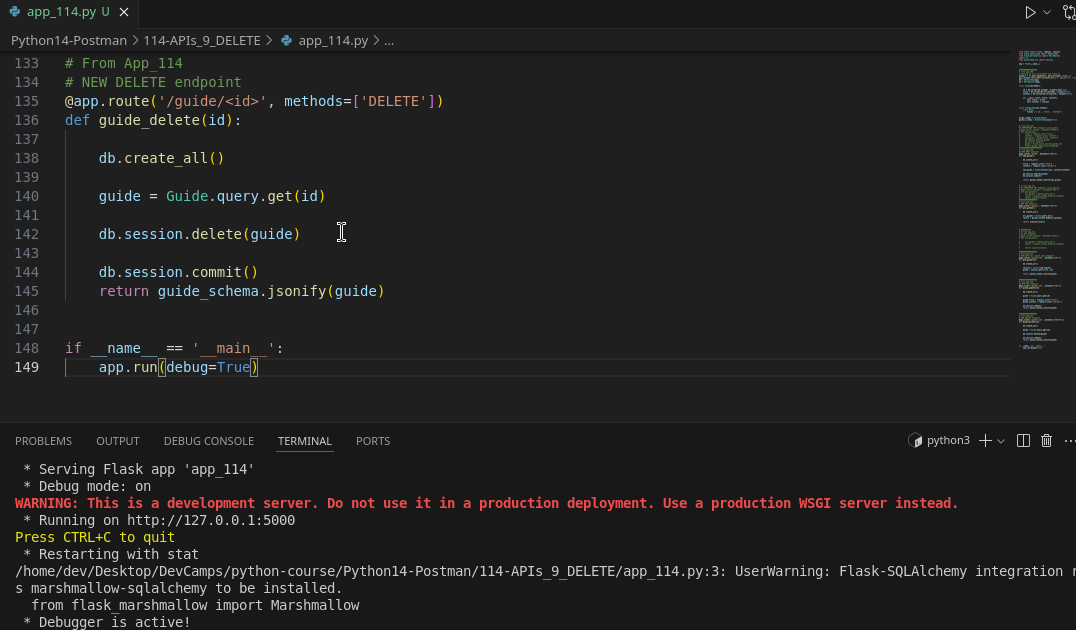 app_114.py U
Python14-Postman > 114-APIs_9_DELETE > app_114.py > ...
133 # From App_114
134 # NEW DELETE endpoint
135 @app.route('/guide/<id>', methods=['DELETE'])
136 def guide_delete(id):
137
138 db.create_all()
139
140 guide = Guide.query.get(id)
141
142 db.session.delete(guide)
143
144 db.session.commit()
145 return guide_schema.jsonify(guide)
146
147
148 if __name__ == '__main__':
149 app.run(debug=True)
PROBLEMS OUTPUT DEBUG CONSOLE TERMINAL PORTS python3
* Serving Flask app 'app_114'
* Debug mode: on
WARNING: This is a development server. Do not use it in a production deployment. Use a production WSGI server instead.
* Running on http://127.0.0.1:5000
Press CTRL+C to quit
* Restarting with stat
/home/dev/Desktop/DevCamps/python-course/Python14-Postman/114-APIs_9_DELETE/app_114.py:3: UserWarning: Flask-SQLAlchemy integration r
s marshmallow-sqlalchemy to be installed.
from flask_marshmallow import Marshmallow
* Debugger is active!